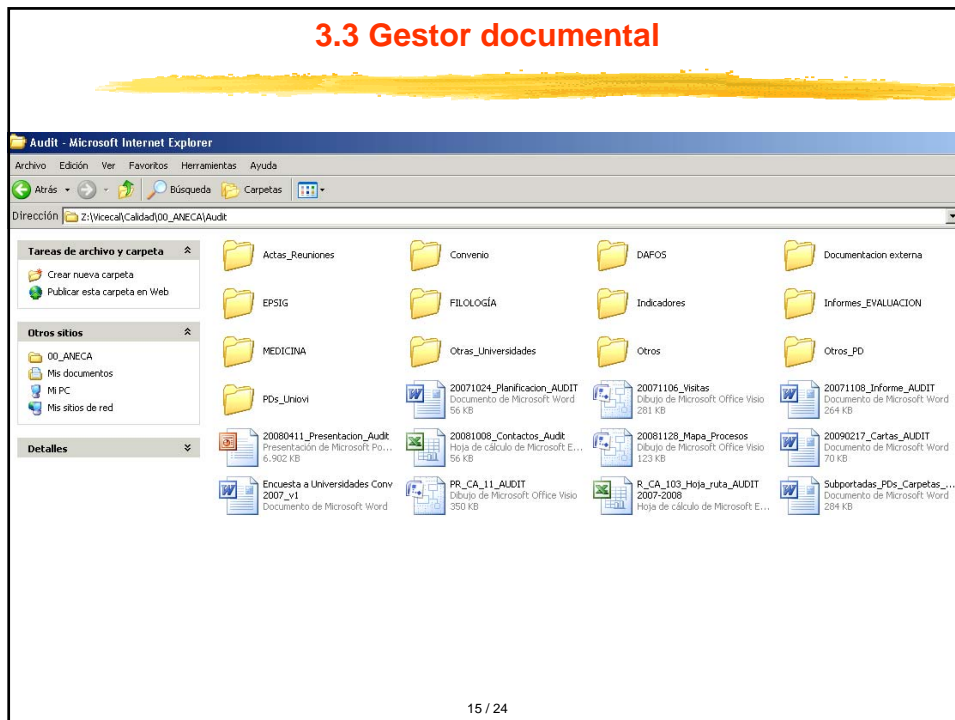 3.3 Gestor documental
Audit - Microsoft Internet Explorer
Archivo Edición Ver Favoritos Herramientas Ayuda
Atrás Búsqueda Carpetas
Dirección Z:\Vicecal\Calidad\00_ANECA\Audit
Tareas de archivo y carpeta
Crear nueva carpeta
Publicar esta carpeta en Web
Otros sitios
00_ANECA
Mis documentos
Mi PC
Mis sitios de red
Detalles
Actas_Reuniones
Convenio
DAFOS
Documentacion externa
EPSIG
FILOLOGÍA
Indicadores
Informes_EVALUACION
MEDICINA
Otras_Universidades
Otros
Otros_PD
PDs_Uniovi
20071024_Planificacion_AUDIT
Documento de Microsoft Word
56 KB
20071106_Visitas
Dibujo de Microsoft Office Visio
281 KB
20071108_Informe_AUDIT
Documento de Microsoft Word
264 KB
20080411_Presentacion_Audit
Presentación de Microsoft Po...
6.902 KB
20081008_Contactos_Audit
Hoja de cálculo de Microsoft E...
56 KB
20081128_Mapa_Procesos
Dibujo de Microsoft Office Visio
123 KB
20090217_Cartas_AUDIT
Documento de Microsoft Word
70 KB
Encuesta a Universidades Conv
2007_v1
Documento de Microsoft Word
PR_CA_11_AUDIT
Dibujo de Microsoft Office Visio
350 KB
R_CA_103_Hoja_ruta_AUDIT
2007-2008
Hoja de cálculo de Microsoft E...
Subportadas_PDs_Carpetas_...
Documento de Microsoft Word
284 KB
15 / 24